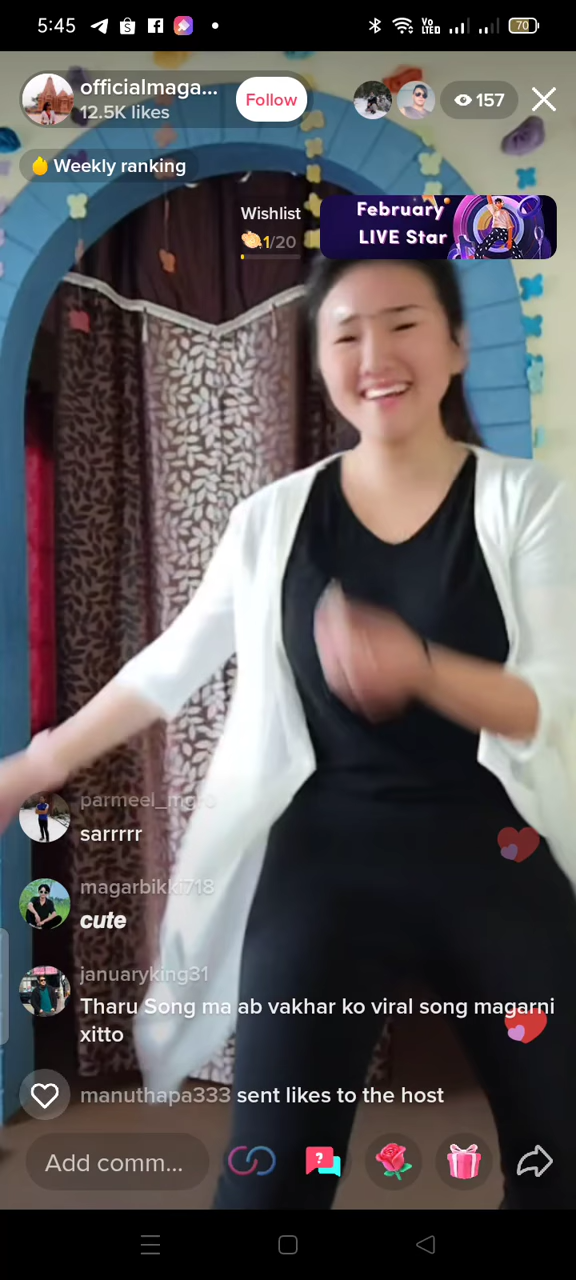 5:45
Vo
LTED
70
officialmaga...
12.5K likes
Follow
157
Weekly ranking
Wishlist
1/20
February
LIVE Star
sarrrrr
magarbikki718
cute
januaryking31
Tharu Song ma ab vakhar ko viral song magarni
xitto
manuthapa333 sent likes to the host
Add comm...
?